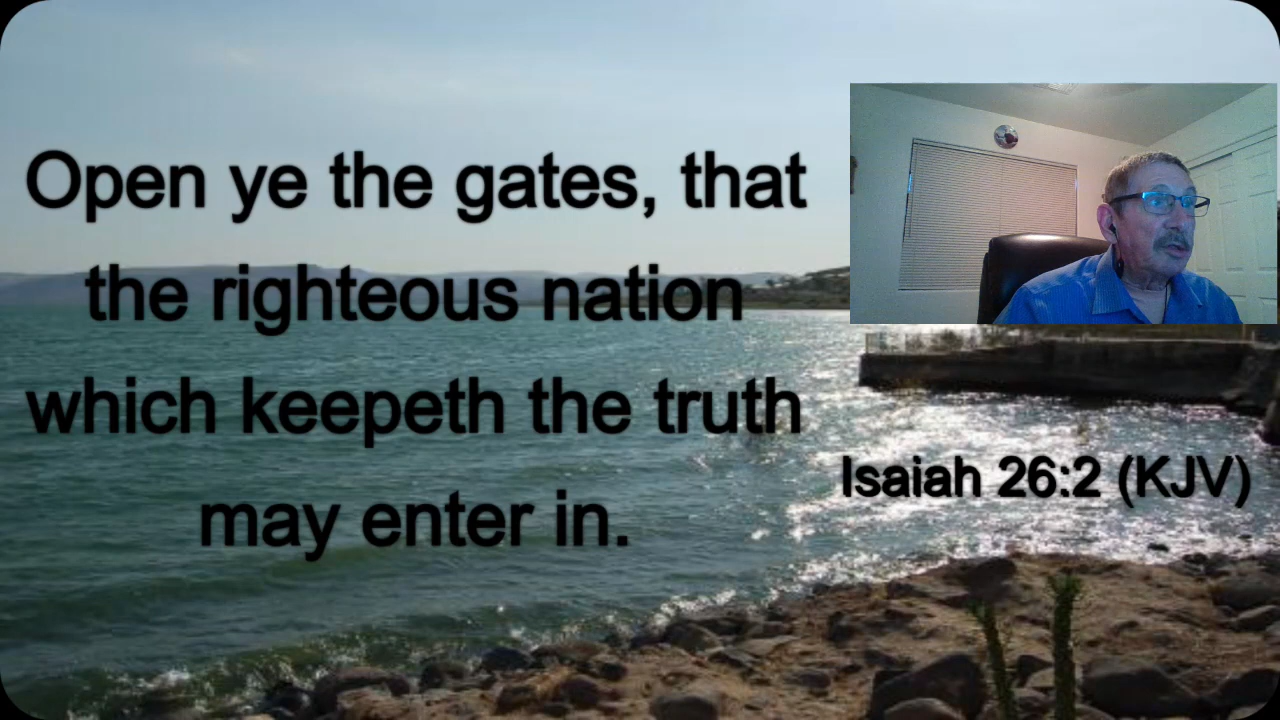 Open ye the gates, that
the righteous nation
which keepeth the truth
may enter in.
Isaiah 26:2 (KJV)